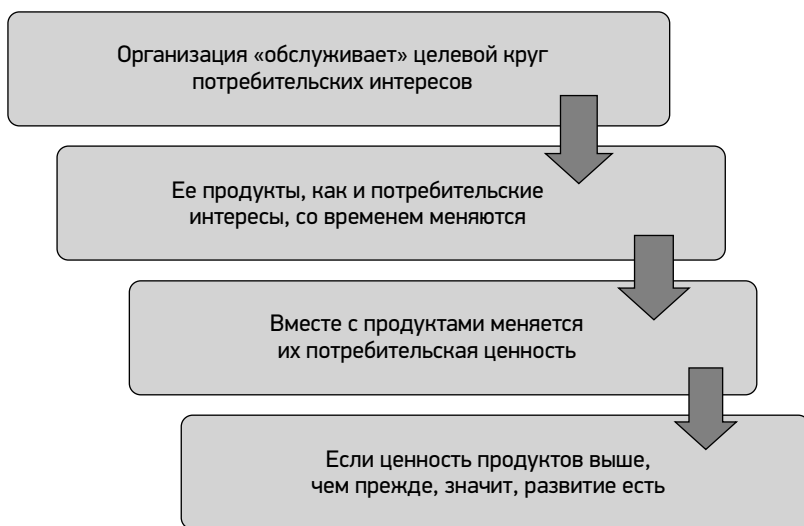 Организация «обслуживает» целевой круг
потребительских интересов
Ее продукты, как и потребительские
интересы, со временем меняются
Вместе с продуктами меняется
их потребительская ценность
Если ценность продуктов выше,
чем прежде, значит, развитие есть